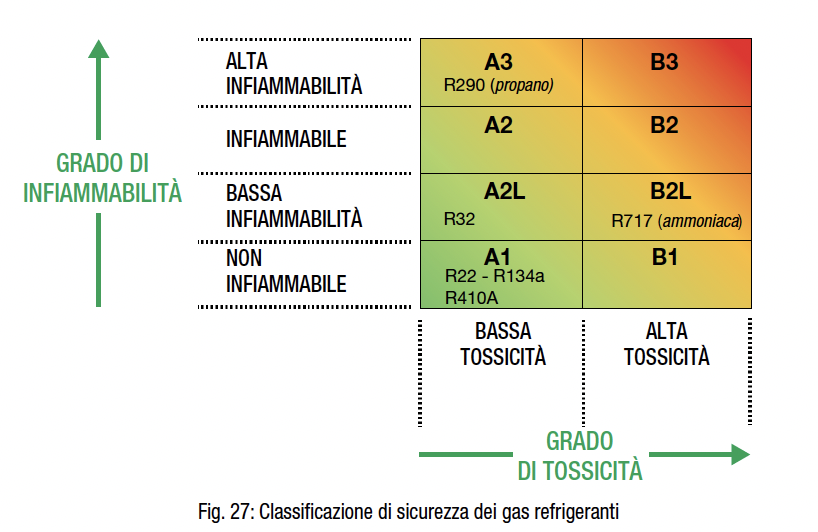 GRADO DI
INFIAMMABILITÀ
ALTA
INFIAMMABILITÀ
A3
R290 (propano)
B3
INFIAMMABILE
A2
B2
BASSA
INFIAMMABILITÀ
A2L
R32
B2L
R717 (ammoniaca)
NON
INFIAMMABILE
A1
R22 - R134a
R410A
B1
BASSA
TOSSICITÀ
ALTA
TOSSICITÀ
GRADO
DI TOSSICITÀ
Fig. 27: Classificazione di sicurezza dei gas refrigeranti